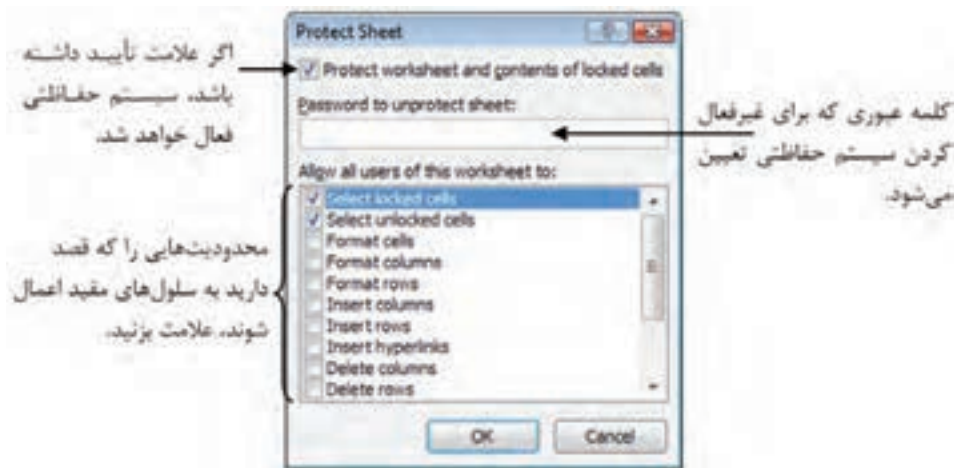 Protect Sheet
اگر علامت تأیید داشته
باشد، سیستم حفاظتی
فعال خواهد شد.
Protect worksheet and contents of locked cells
Password to unprotect sheet:
کلمه عبوری که برای غیرفعال
کردن سیستم حفاظتی تعیین
می‌شود.
Allow all users of this worksheet to:
Select locked cells
Select unlocked cells
Format cells
Format columns
Format rows
Insert columns
Insert rows
Insert hyperlinks
Delete columns
Delete rows
محدودیت‌هایی را که قصد
دارید به سلول‌های مقید اعمال
شوند، علامت بزنید.
OK
Cancel